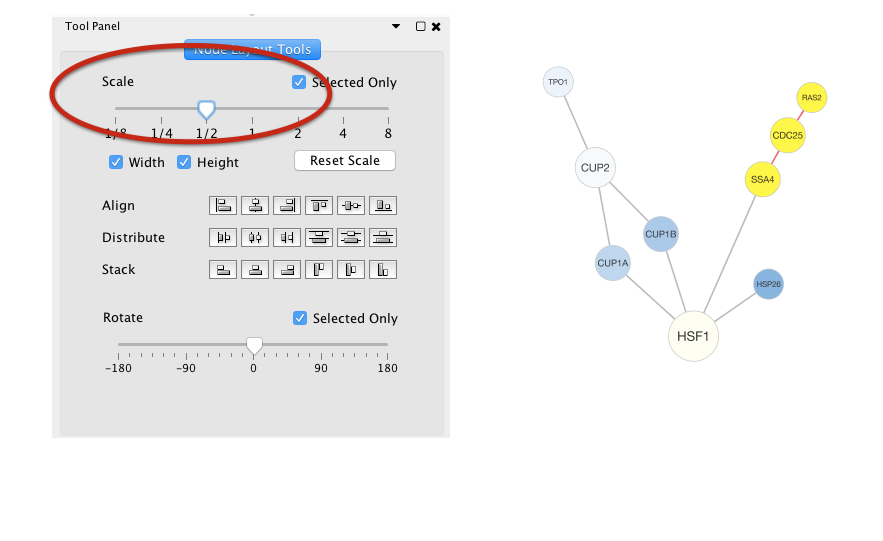 Tool Panel
Node Layout Tools
Scale
Selected Only
1/8 1/4 1/2 1 2 4 8
Width Height Reset Scale
Align
Distribute
Stack
Rotate
Selected Only
-180 -90 0 90 180
TPO1
RAS2
CDC25
CUP2
SSA4
CUP1B
CUP1A
HSP26
HSF1